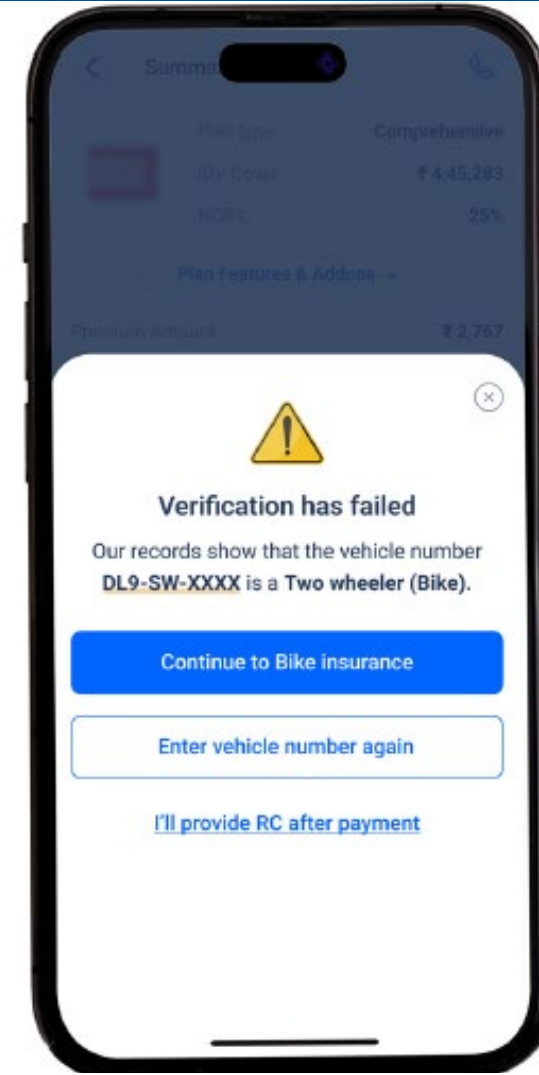 Summa
Plan type Comprehensive
IDV Cover ₹ 4,45,283
25%
Plan Features & Addons
Premium Amount ₹ 2,767
Verification has failed
Our records show that the vehicle number
DL9-SW-XXXX is a Two wheeler (Bike).
Continue to Bike insurance
Enter vehicle number again
I'll provide RC after payment